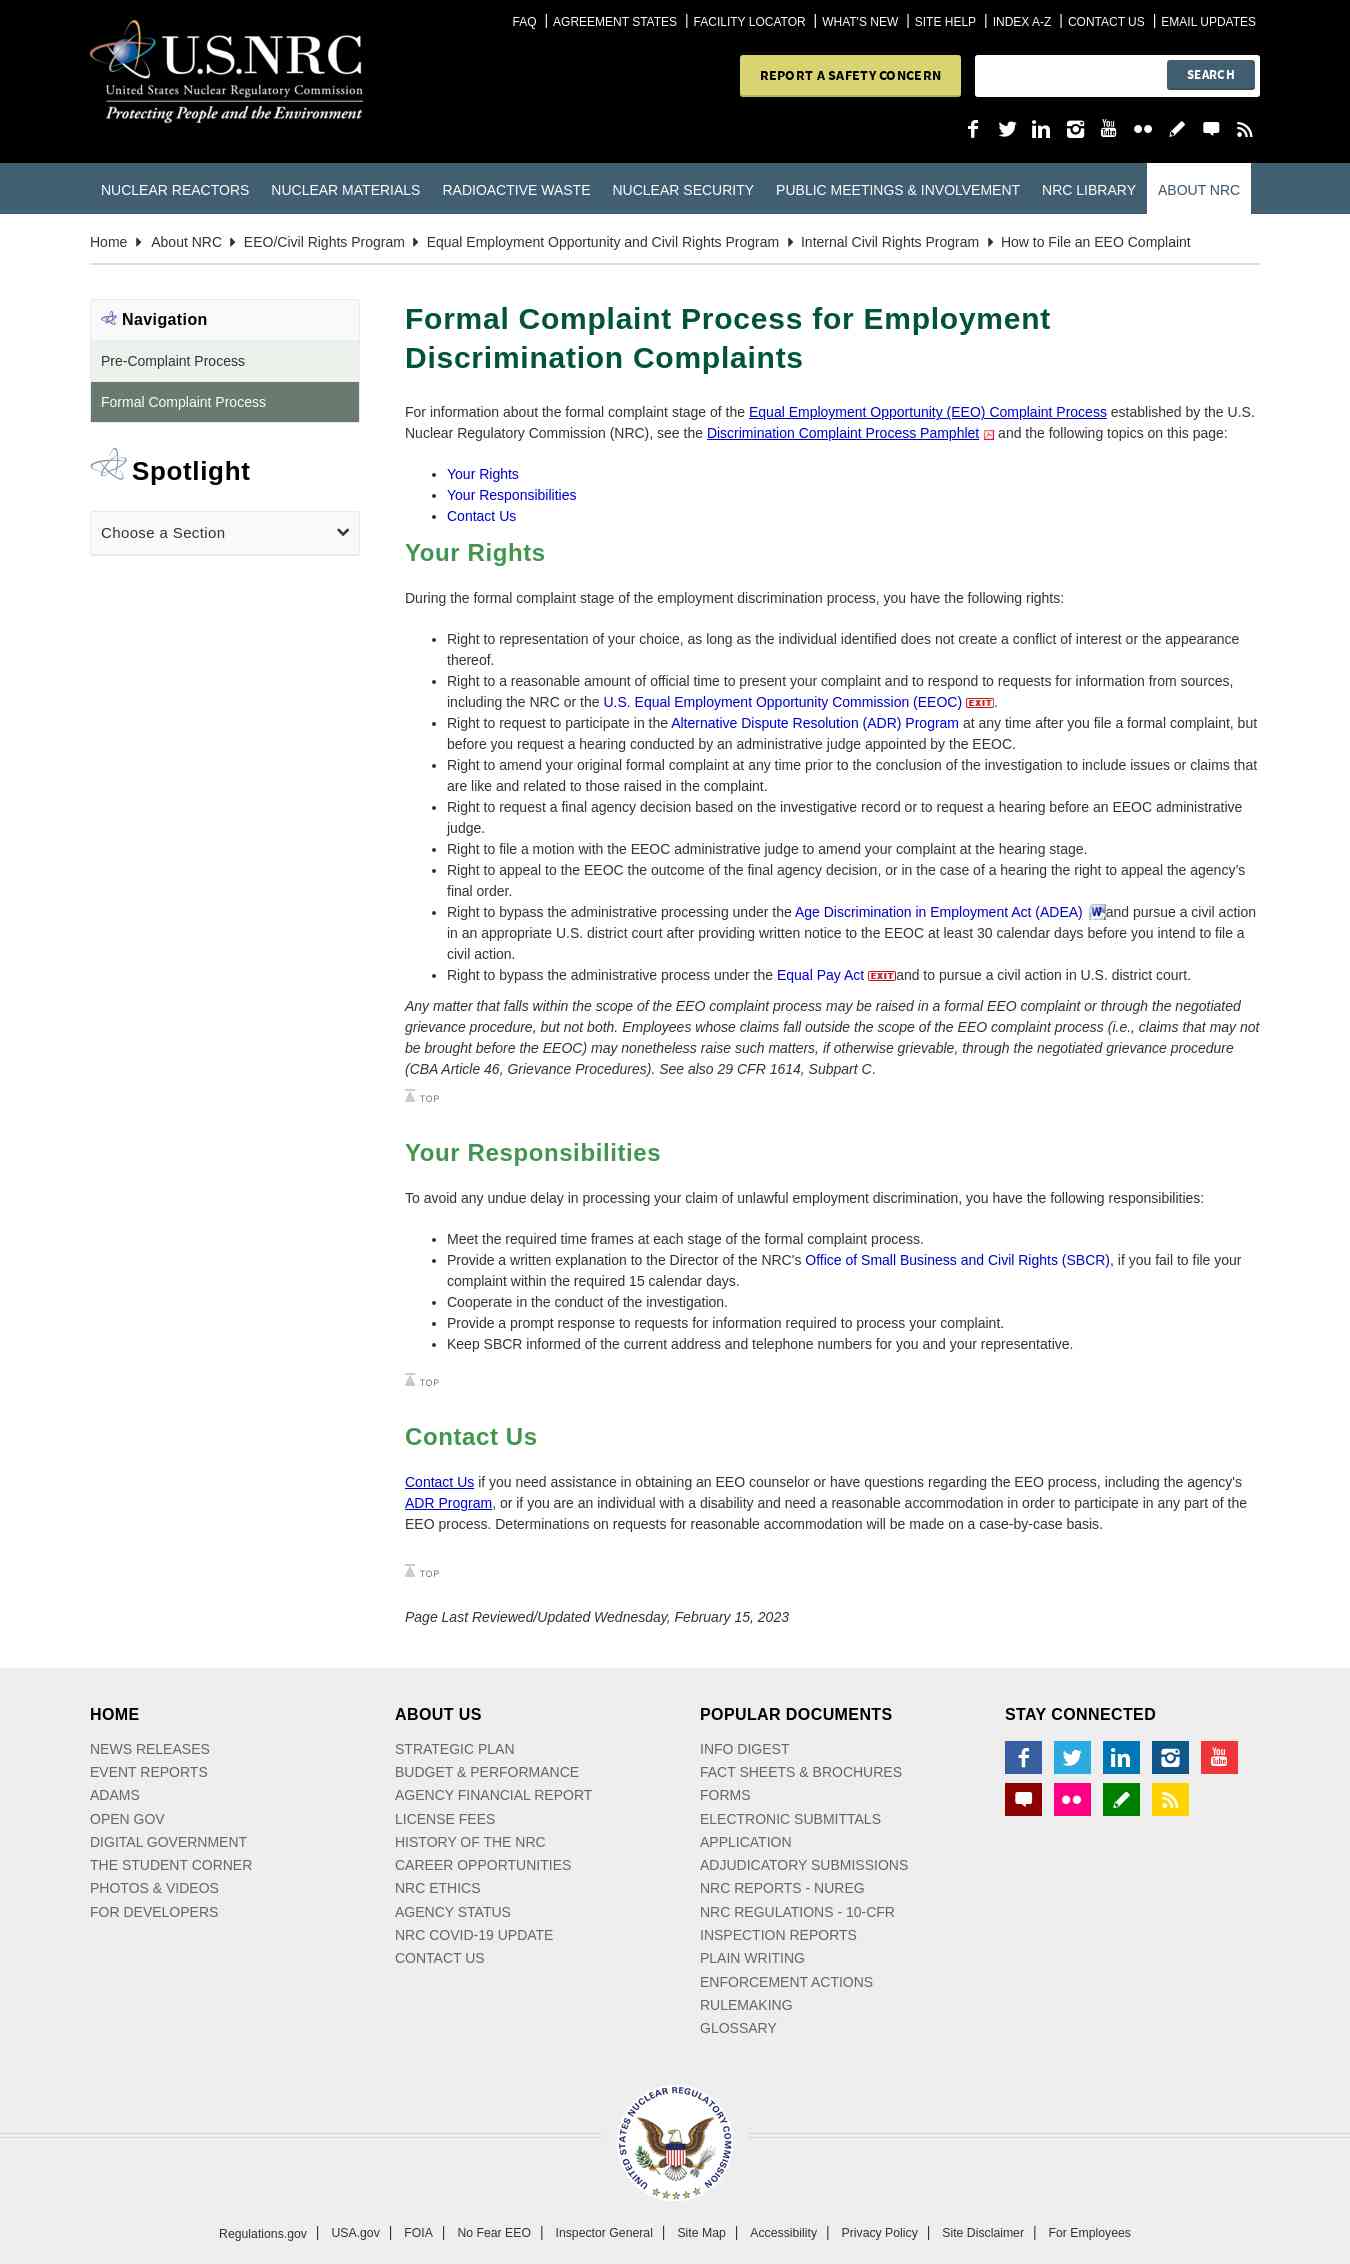 FAQ | AGREEMENT STATES | FACILITY LOCATOR | WHAT'S NEW | SITE HELP | INDEX A-Z | CONTACT US | EMAIL UPDATES
U.S.NRC
United States Nuclear Regulatory Commission
Protecting People and the Environment
REPORT A SAFETY CONCERN
SEARCH
You
Tube
NUCLEAR REACTORS NUCLEAR MATERIALS RADIOACTIVE WASTE NUCLEAR SECURITY PUBLIC MEETINGS & INVOLVEMENT NRC LIBRARY ABOUT NRC
Home About NRC EEO/Civil Rights Program Equal Employment Opportunity and Civil Rights Program Internal Civil Rights Program How to File an EEO Complaint
Navigation
Pre-Complaint Process
Formal Complaint Process
Spotlight
Choose a Section
Formal Complaint Process for Employment
Discrimination Complaints
For information about the formal complaint stage of the Equal Employment Opportunity (EEO) Complaint Process established by the U.S.
Nuclear Regulatory Commission (NRC), see the Discrimination Complaint Process Pamphlet and the following topics on this page:
• Your Rights
• Your Responsibilities
• Contact Us
Your Rights
During the formal complaint stage of the employment discrimination process, you have the following rights:
• Right to representation of your choice, as long as the individual identified does not create a conflict of interest or the appearance
thereof.
• Right to a reasonable amount of official time to present your complaint and to respond to requests for information from sources,
including the NRC or the U.S. Equal Employment Opportunity Commission (EEOC) EXIT.
• Right to request to participate in the Alternative Dispute Resolution (ADR) Program at any time after you file a formal complaint, but
before you request a hearing conducted by an administrative judge appointed by the EEOC.
• Right to amend your original formal complaint at any time prior to the conclusion of the investigation to include issues or claims that
are like and related to those raised in the complaint.
• Right to request a final agency decision based on the investigative record or to request a hearing before an EEOC administrative
judge.
• Right to file a motion with the EEOC administrative judge to amend your complaint at the hearing stage.
• Right to appeal to the EEOC the outcome of the final agency decision, or in the case of a hearing the right to appeal the agency's
final order.
• Right to bypass the administrative processing under the Age Discrimination in Employment Act (ADEA) W and pursue a civil action
in an appropriate U.S. district court after providing written notice to the EEOC at least 30 calendar days before you intend to file a
civil action.
• Right to bypass the administrative process under the Equal Pay Act EXIT and to pursue a civil action in U.S. district court.
Any matter that falls within the scope of the EEO complaint process may be raised in a formal EEO complaint or through the negotiated
grievance procedure, but not both. Employees whose claims fall outside the scope of the EEO complaint process (i.e., claims that may not
be brought before the EEOC) may nonetheless raise such matters, if otherwise grievable, through the negotiated grievance procedure
(CBA Article 46, Grievance Procedures). See also 29 CFR 1614, Subpart C.
TOP
Your Responsibilities
To avoid any undue delay in processing your claim of unlawful employment discrimination, you have the following responsibilities:
• Meet the required time frames at each stage of the formal complaint process.
• Provide a written explanation to the Director of the NRC's Office of Small Business and Civil Rights (SBCR), if you fail to file your
complaint within the required 15 calendar days.
• Cooperate in the conduct of the investigation.
• Provide a prompt response to requests for information required to process your complaint.
• Keep SBCR informed of the current address and telephone numbers for you and your representative.
TOP
Contact Us
Contact Us if you need assistance in obtaining an EEO counselor or have questions regarding the EEO process, including the agency's
ADR Program, or if you are an individual with a disability and need a reasonable accommodation in order to participate in any part of the
EEO process. Determinations on requests for reasonable accommodation will be made on a case-by-case basis.
TOP
Page Last Reviewed/Updated Wednesday, February 15, 2023
HOME
NEWS RELEASES
EVENT REPORTS
ADAMS
OPEN GOV
DIGITAL GOVERNMENT
THE STUDENT CORNER
PHOTOS & VIDEOS
FOR DEVELOPERS
ABOUT US
STRATEGIC PLAN
BUDGET & PERFORMANCE
AGENCY FINANCIAL REPORT
LICENSE FEES
HISTORY OF THE NRC
CAREER OPPORTUNITIES
NRC ETHICS
AGENCY STATUS
NRC COVID-19 UPDATE
CONTACT US
POPULAR DOCUMENTS
INFO DIGEST
FACT SHEETS & BROCHURES
FORMS
ELECTRONIC SUBMITTALS
APPLICATION
ADJUDICATORY SUBMISSIONS
NRC REPORTS - NUREG
NRC REGULATIONS - 10-CFR
INSPECTION REPORTS
PLAIN WRITING
ENFORCEMENT ACTIONS
RULEMAKING
GLOSSARY
STAY CONNECTED
You
Tube
UNITED STATES NUCLEAR REGULATORY COMMISSION
Regulations.gov | USA.gov | FOIA | No Fear EEO | Inspector General | Site Map | Accessibility | Privacy Policy | Site Disclaimer | For Employees